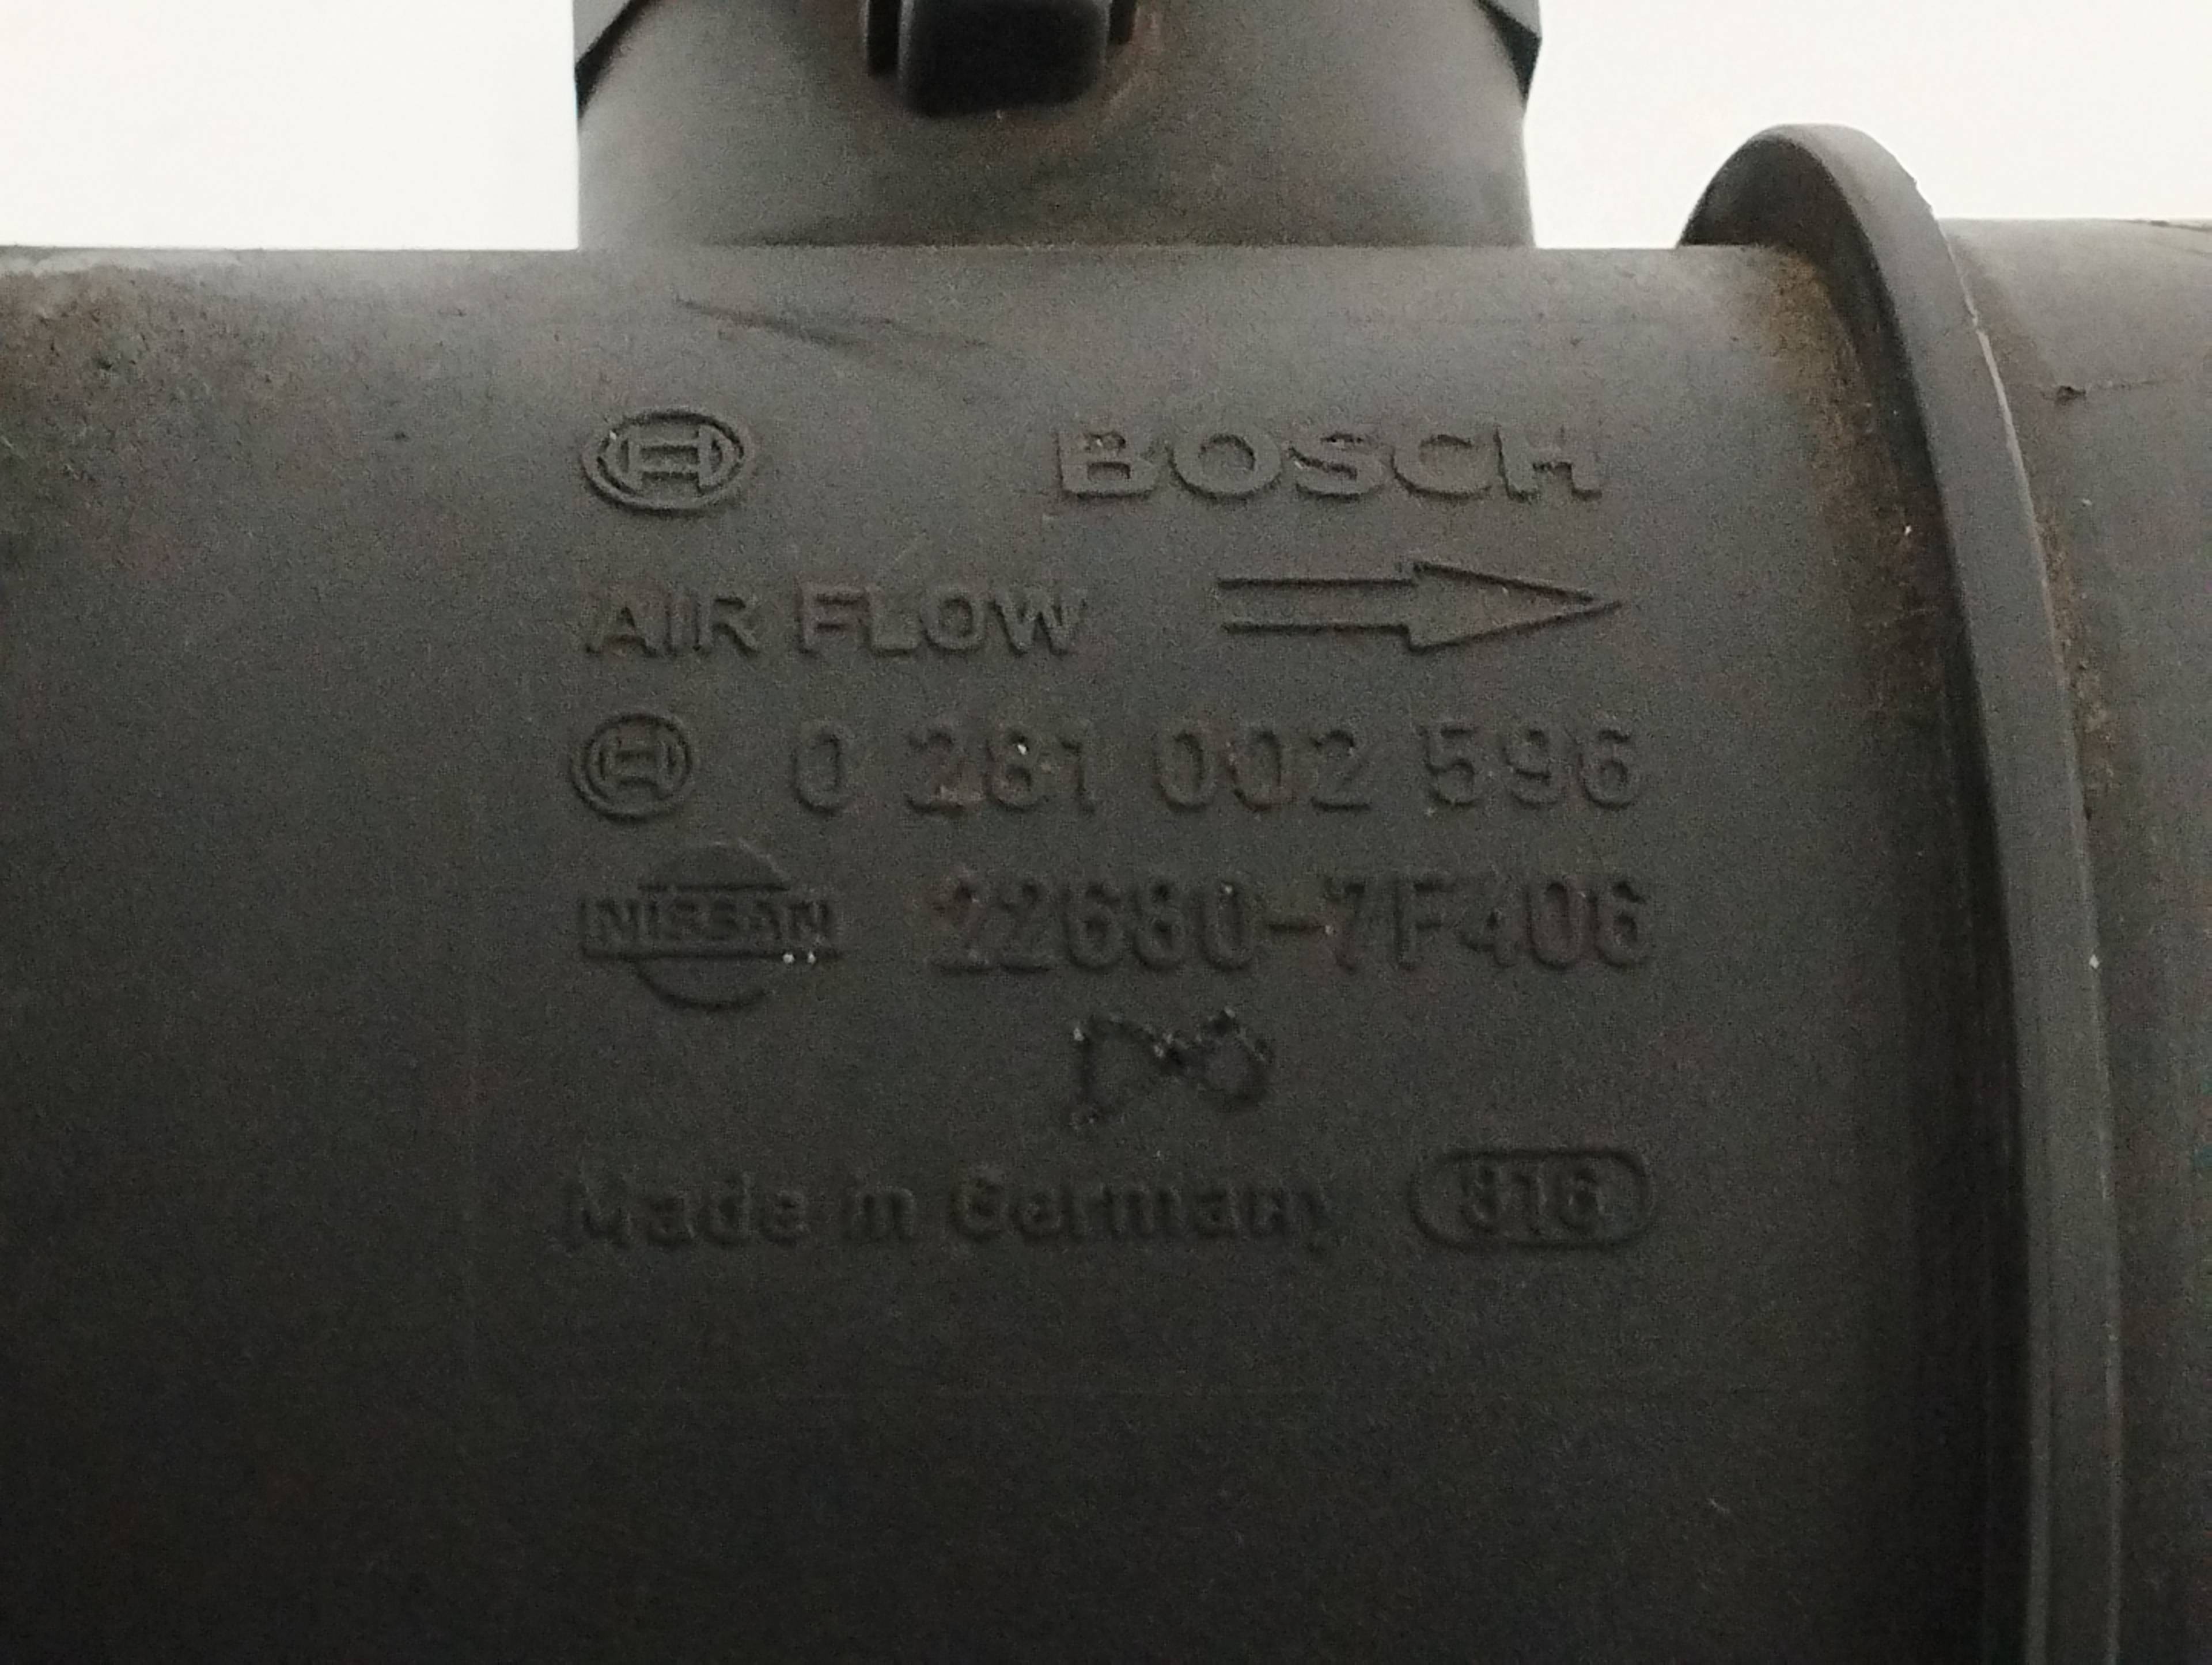 BOSCH
AIR FLOW
0 281 002 596
NISSAN 22680-7F406
Made in Germany 816